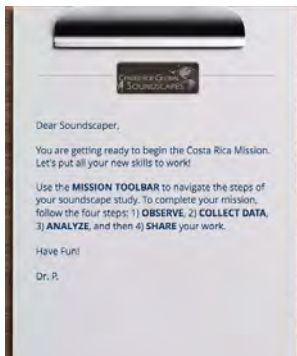 CENTER FOR GLOBAL
SOUNDSCAPES
Dear Soundscaper,
You are getting ready to begin the Costa Rica Mission.
Let's put all your new skills to work!
Use the MISSION TOOLBAR to navigate the steps of
your soundscape study. To complete your mission,
follow the four steps: 1) OBSERVE, 2) COLLECT DATA,
3) ANALYZE, and then 4) SHARE your work.
Have Fun!
Dr. P.